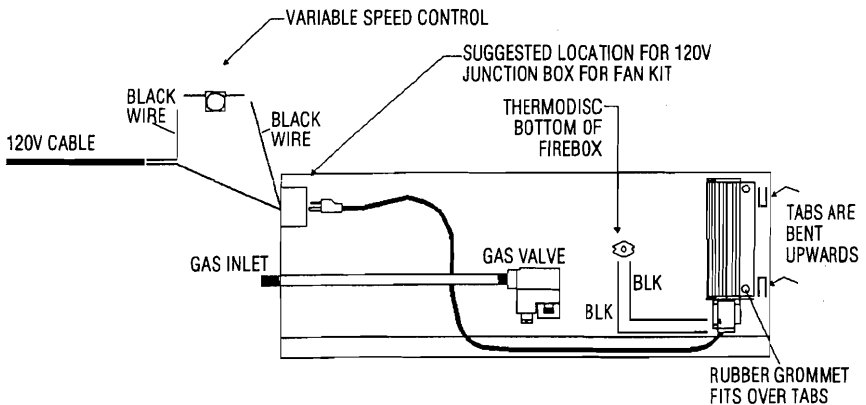 VARIABLE SPEED CONTROL
SUGGESTED LOCATION FOR 120V
JUNCTION BOX FOR FAN KIT
BLACK
WIRE
BLACK
WIRE
THERMODISC
BOTTOM OF
FIREBOX
120V CABLE
TABS ARE
BENT
UPWARDS
GAS INLET
GAS VALVE
BLK
BLK
RUBBER GROMMET
FITS OVER TABS